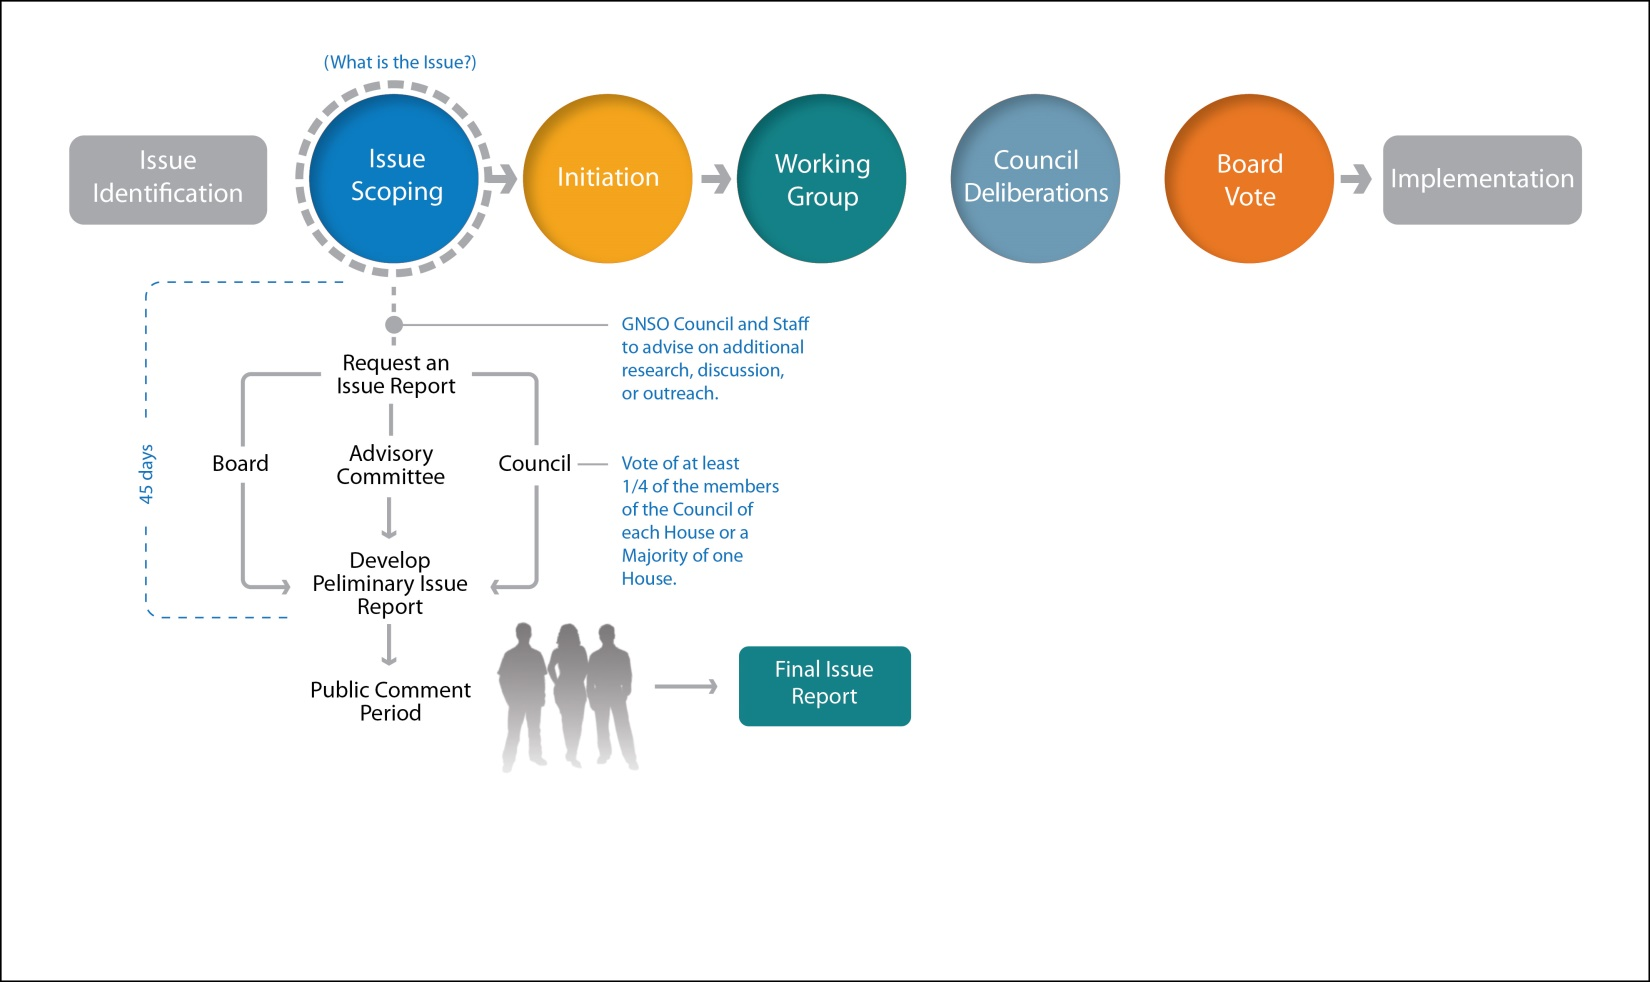 (What is the Issue?)
Issue
Identification
Issue
Scoping
Initiation
Working
Group
Council
Deliberations
Board
Vote
Implementation
GNSO Council and Staff
to advise on additional
research, discussion,
or outreach.
Request an
Issue Report
45 days
Board
Advisory
Committee
Council
Vote of at least
1/4 of the members
of the Council of
each House or a
Majority of one
House.
Develop
Peliminary Issue
Report
Public Comment
Period
Final Issue
Report